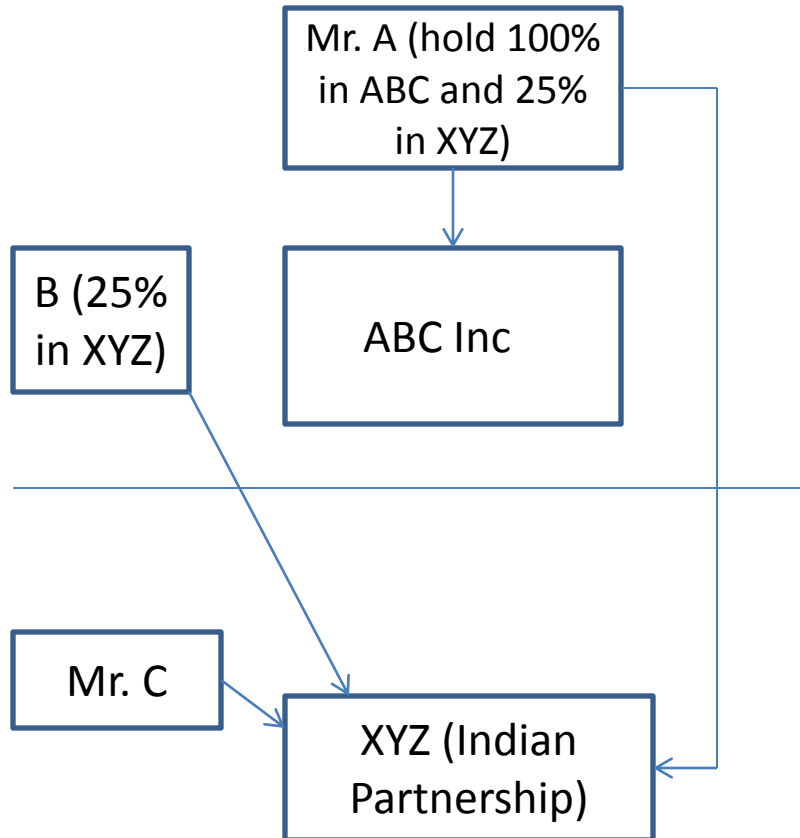 Mr. A (hold 100%
in ABC and 25%
in XYZ)
B (25%
in XYZ)
ABC Inc
Mr. C
XYZ (Indian
Partnership)